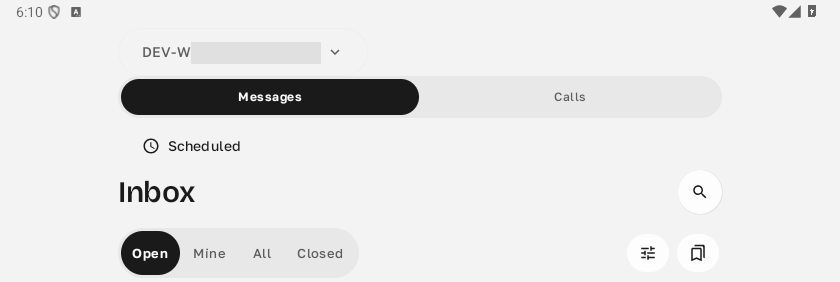 6:10
DEV-W
Messages Calls
Scheduled
Inbox
Open Mine All Closed